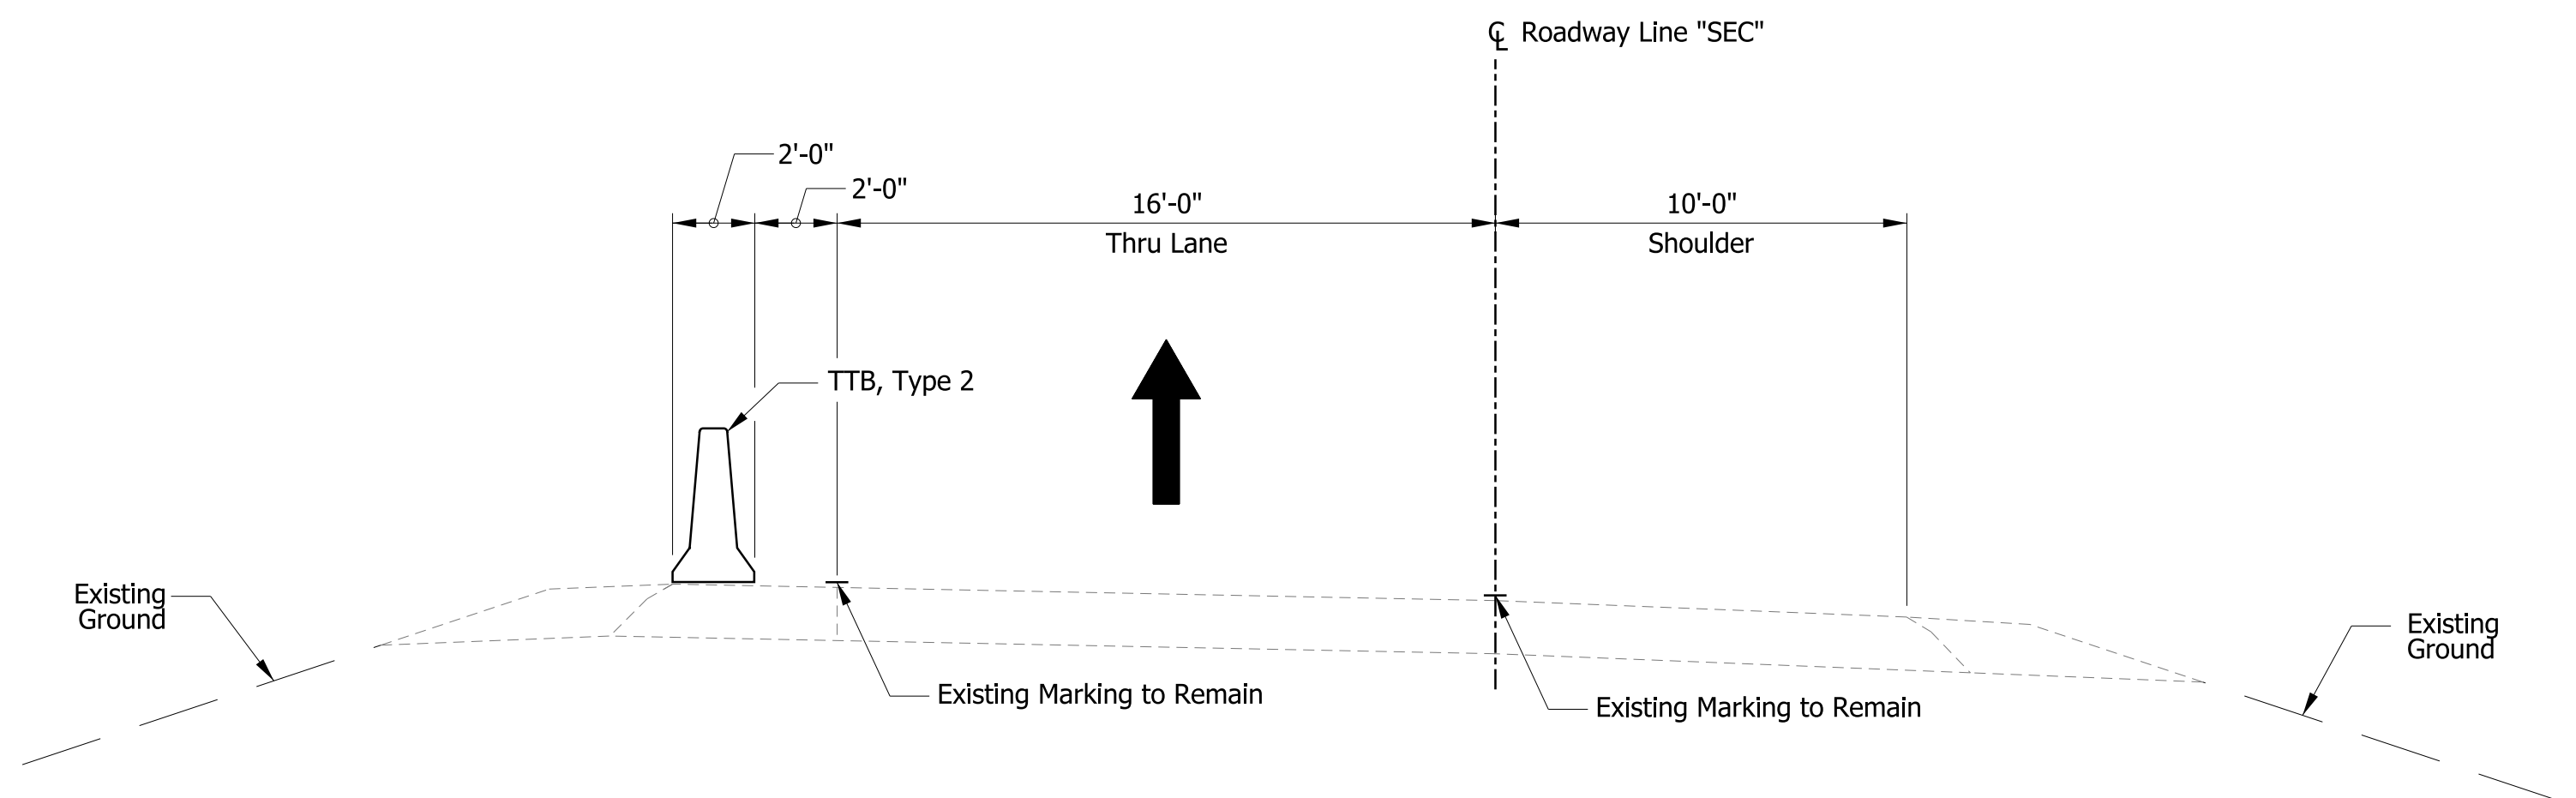 ℄ Roadway Line "SEC"
2'-0"
2'-0"
16'-0"
10'-0"
Thru Lane
Shoulder
TTB, Type 2
Existing
Ground
Existing
Ground
Existing Marking to Remain
Existing Marking to Remain